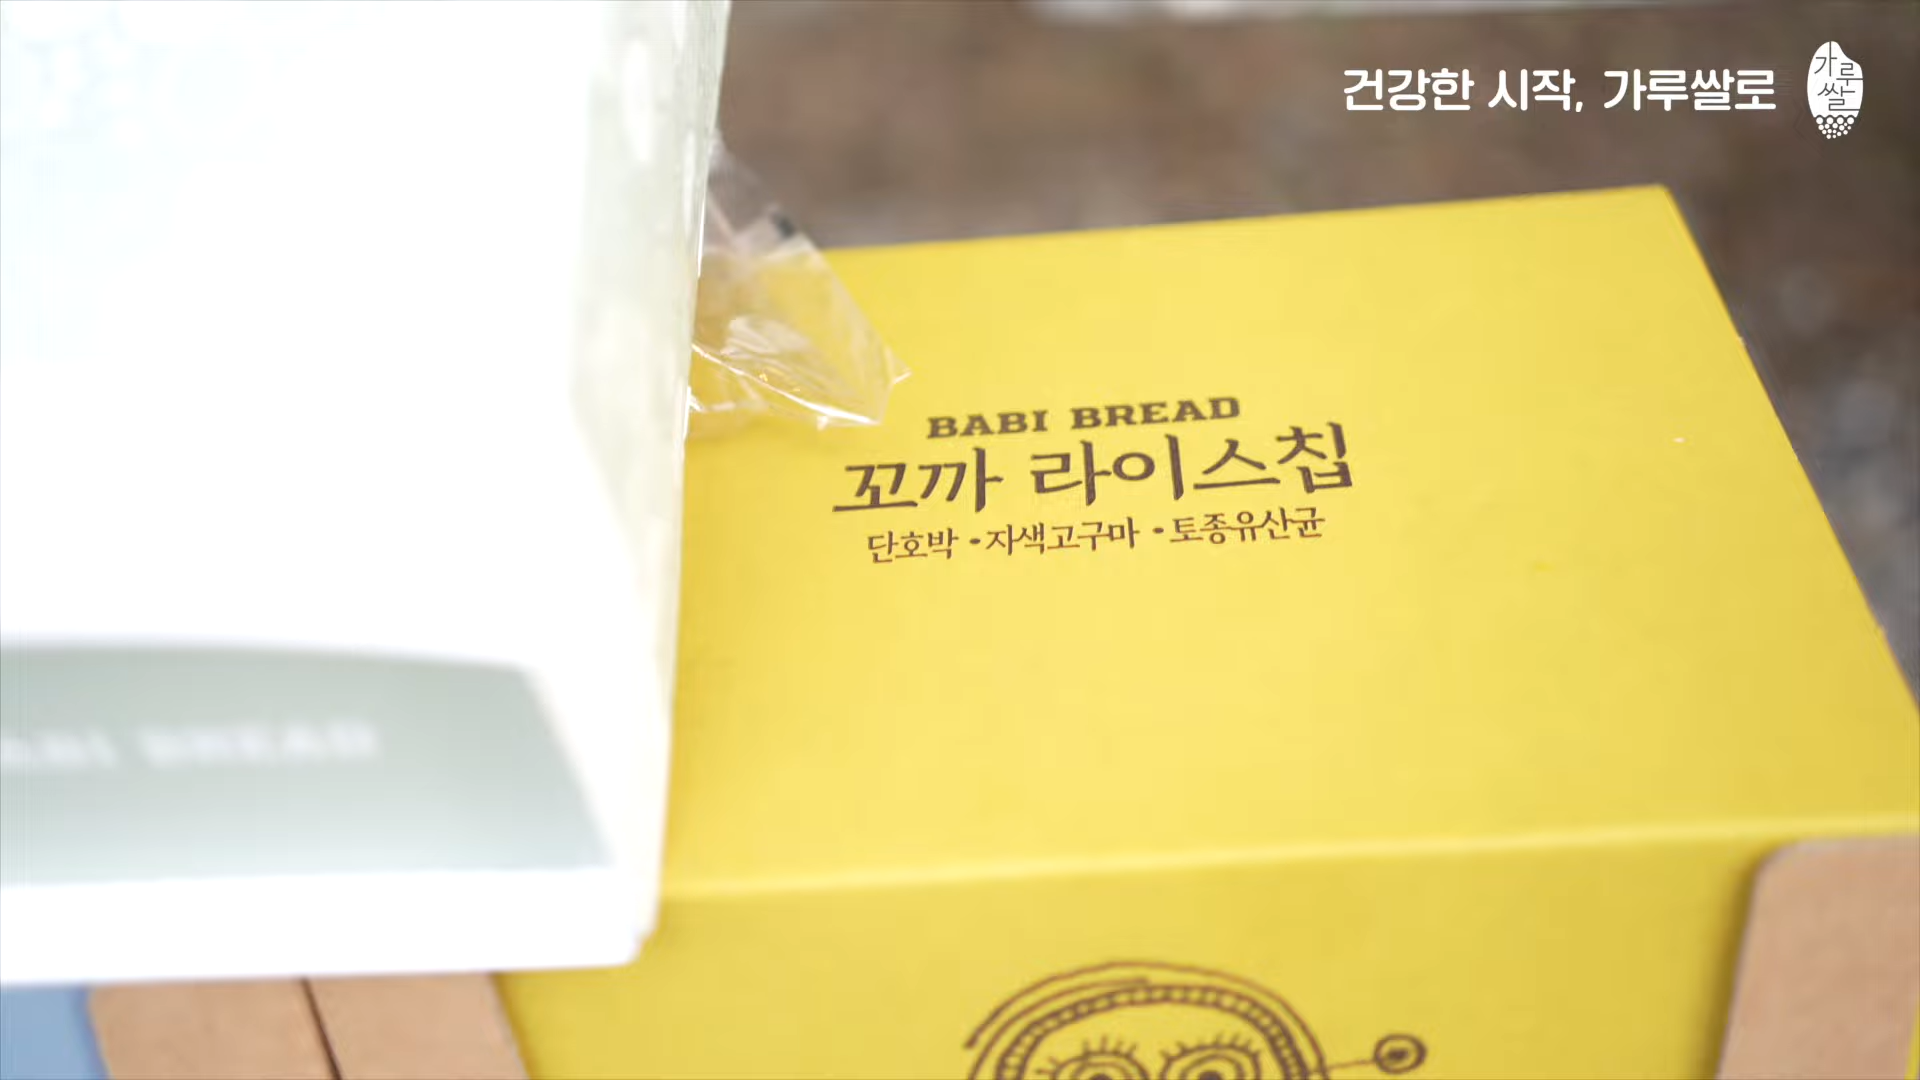 건강한 시작, 가루쌀로
가루
쌀
BABI BREAD
꼬까 라이스칩
단호박 • 자색고구마 • 토종유산균
BREAD